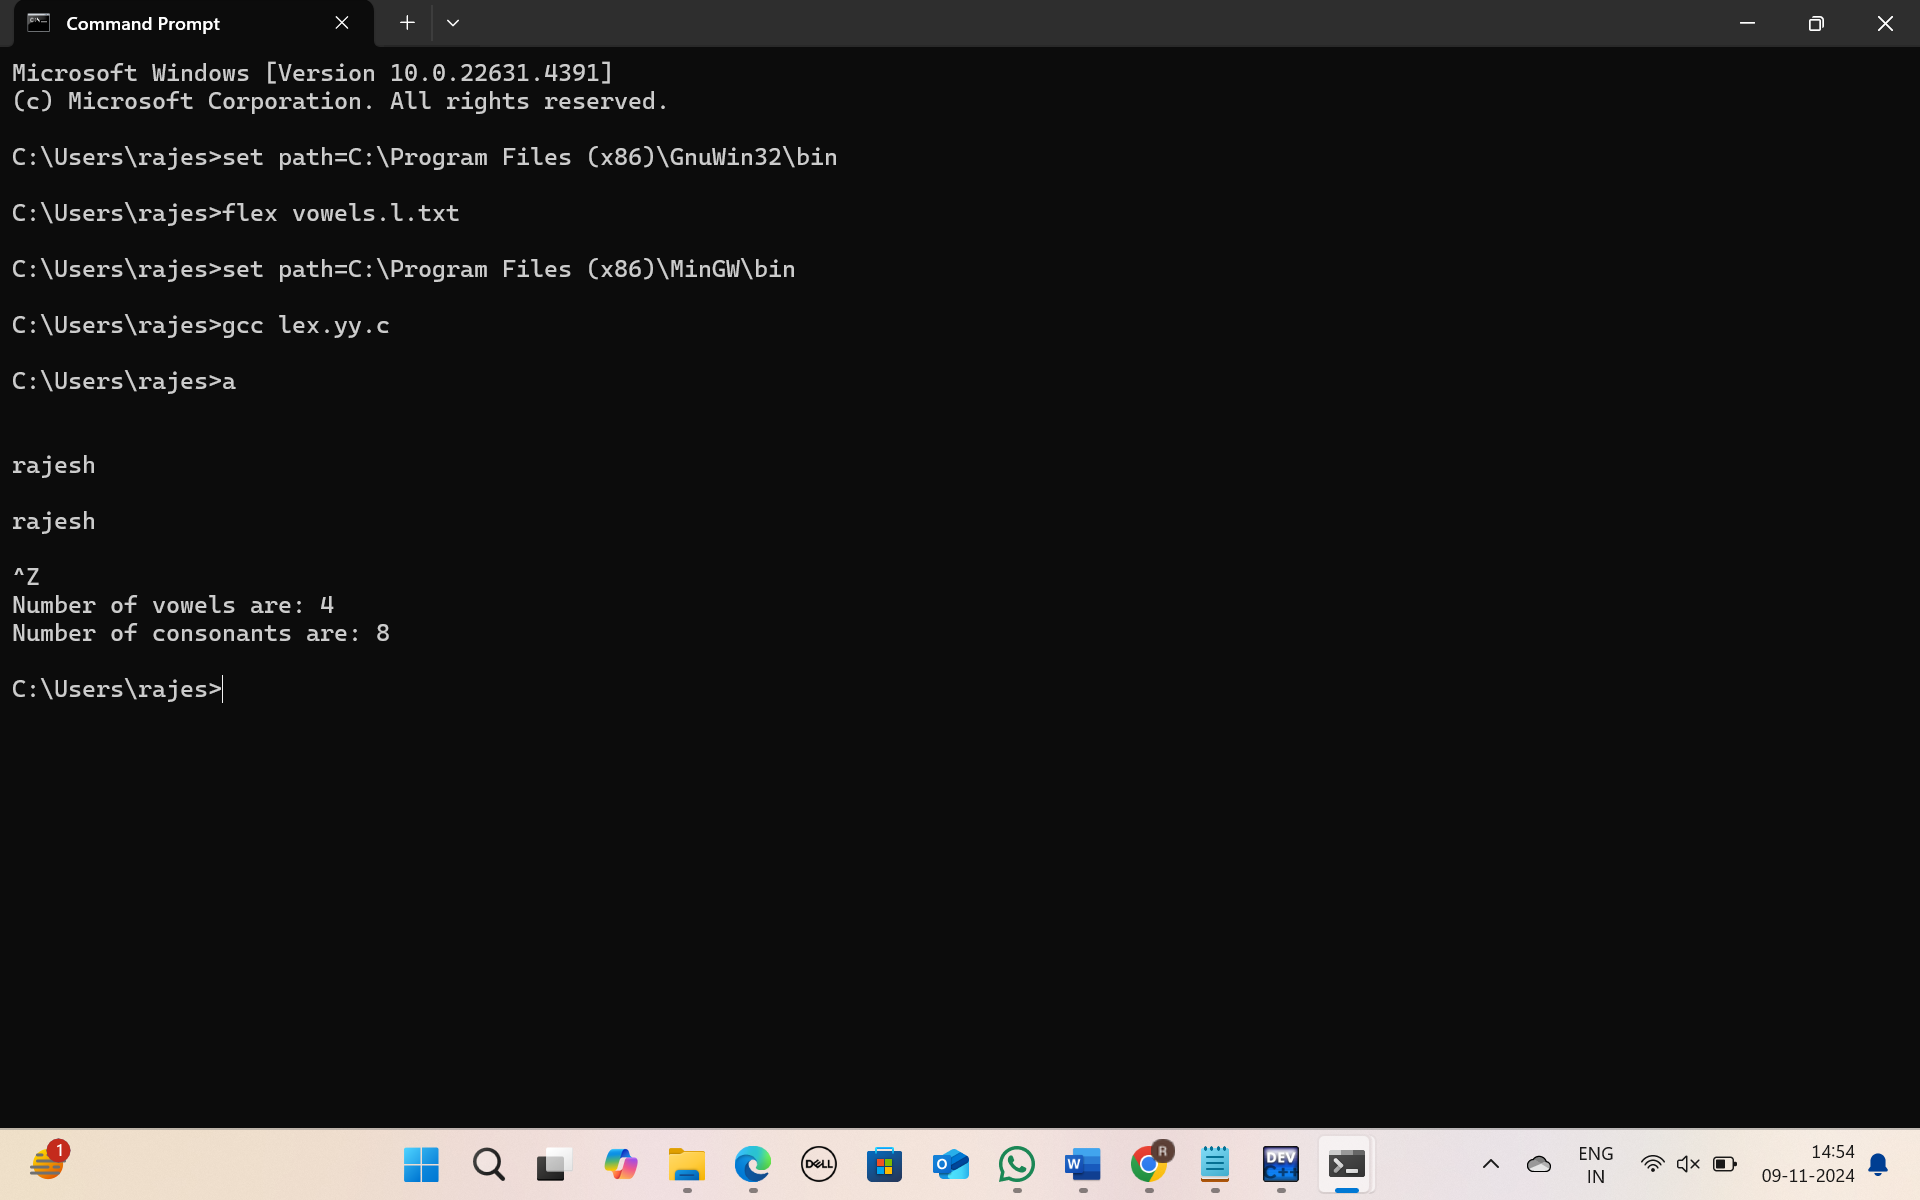 Command Prompt
Microsoft Windows [Version 10.0.22631.4391]
(c) Microsoft Corporation. All rights reserved.
C:\Users\rajes>set path=C:\Program Files (x86)\GnuWin32\bin
C:\Users\rajes>flex vowels.l.txt
C:\Users\rajes>set path=C:\Program Files (x86)\MinGW\bin
C:\Users\rajes>gcc lex.yy.c
C:\Users\rajes>a
rajesh
rajesh
^Z
Number of vowels are: 4
Number of consonants are: 8
C:\Users\rajes>
1
DELL
O
W
R
DEV
C++
ENG
IN
14:54
09-11-2024